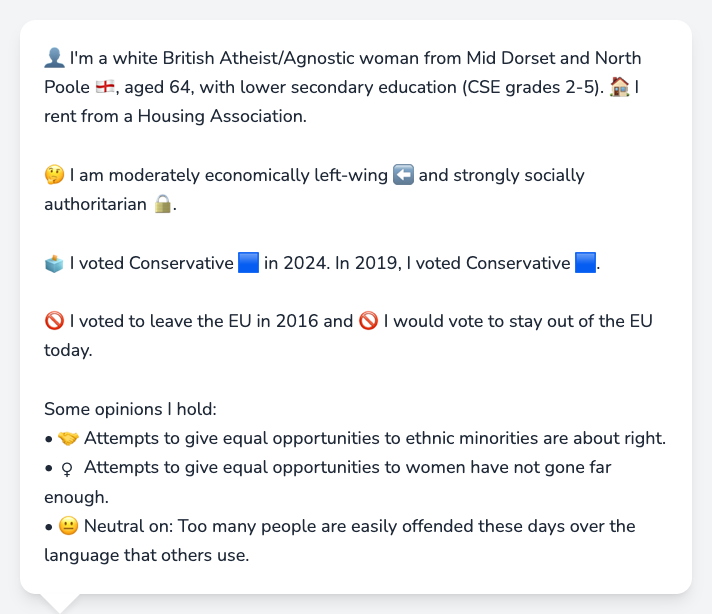 👤 I'm a white British Atheist/Agnostic woman from Mid Dorset and North
Poole 🏴󠁧󠁢󠁥󠁮󠁧󠁿, aged 64, with lower secondary education (CSE grades 2-5). 🏠 I
rent from a Housing Association.
🤔 I am moderately economically left-wing ⬅️ and strongly socially
authoritarian 🔒.
🗳️ I voted Conservative 🟦 in 2024. In 2019, I voted Conservative 🟦.
🚫 I voted to leave the EU in 2016 and 🚫 I would vote to stay out of the EU
today.
Some opinions I hold:
• 🤝 Attempts to give equal opportunities to ethnic minorities are about right.
• ♀ Attempts to give equal opportunities to women have not gone far
enough.
• 😐 Neutral on: Too many people are easily offended these days over the
language that others use.